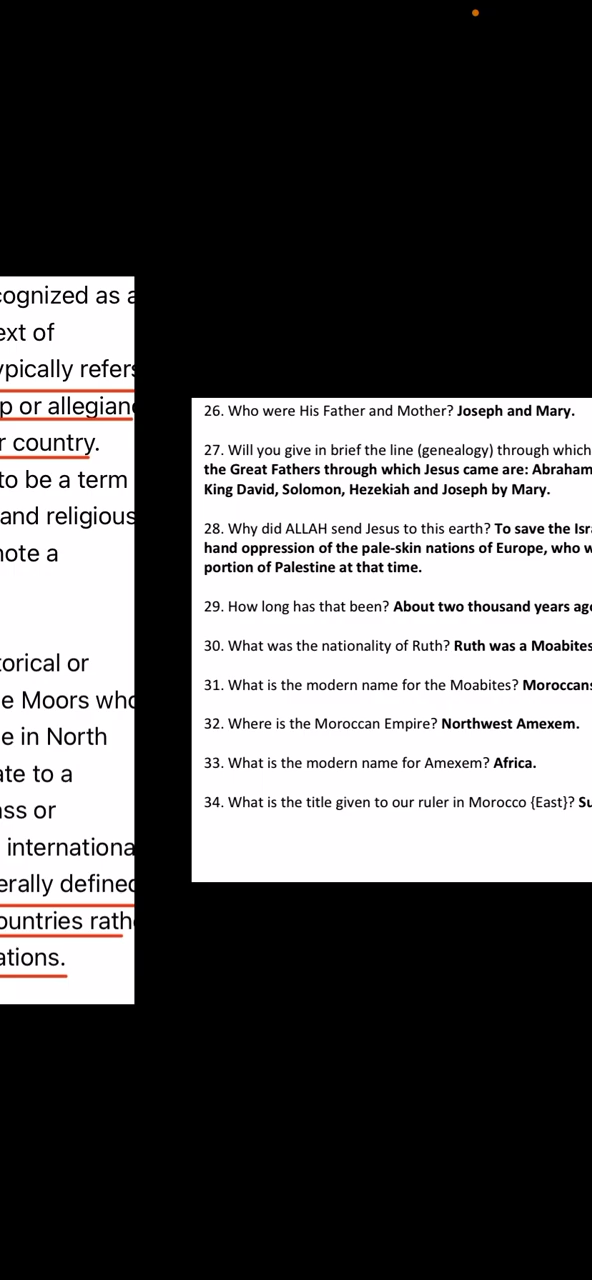 cognized as a
ext of
ypically refers
p or allegian
r country.
to be a term
and religious
note a
torical or
e Moors who
e in North
ate to a
ass or
internationa
erally defined
ountries rath
ations.
26. Who were His Father and Mother? Joseph and Mary.
27. Will you give in brief the line (genealogy) through which
the Great Fathers through which Jesus came are: Abraham
King David, Solomon, Hezekiah and Joseph by Mary.
28. Why did ALLAH send Jesus to this earth? To save the Isr
hand oppression of the pale-skin nations of Europe, who w
portion of Palestine at that time.
29. How long has that been? About two thousand years ag
30. What was the nationality of Ruth? Ruth was a Moabites
31. What is the modern name for the Moabites? Moroccans
32. Where is the Moroccan Empire? Northwest Amexem.
33. What is the modern name for Amexem? Africa.
34. What is the title given to our ruler in Morocco {East}? Su